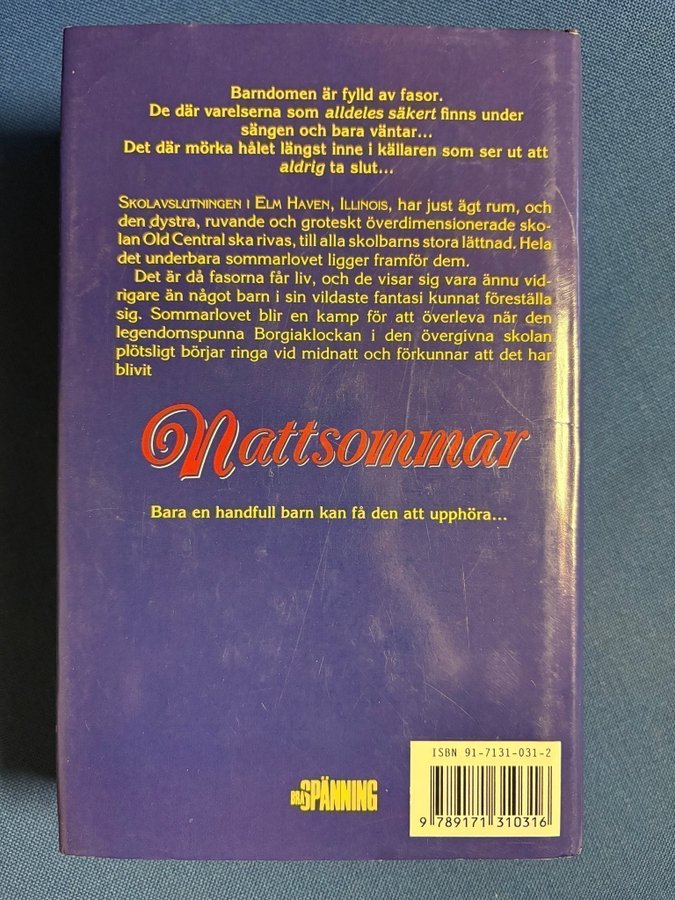 Barndomen är fylld av fasor.
De där varelserna som alldeles säkert finns under
sängen och bara väntar...
Det där mörka hålet längst inne i källaren som ser ut att
aldrig ta slut...
SKOLAVSLUTNINGEN I ELM HAVEN, ILLINOIS, har just ägt rum, och
den dystra, ruvande och groteskt överdimensionerade sko-
lan Old Central ska rivas, till alla skolbarns stora lättnad. Hela
det underbara sommarlovet ligger framför dem.
Det är då fasorna får liv, och de visar sig vara ännu vid-
rigare än något barn i sin vildaste fantasi kunnat föreställa
sig. Sommarlovet blir en kamp för att överleva när den
legendomspunna Borgiaklockan i den övergivna skolan
plötsligt börjar ringa vid midnatt och förkunnar att det har
blivit
Nattsommar
Bara en handfull barn kan få den att upphöra...
ISBN 91-7131-031-2
BRA SPÄNNING
9 789171 310316